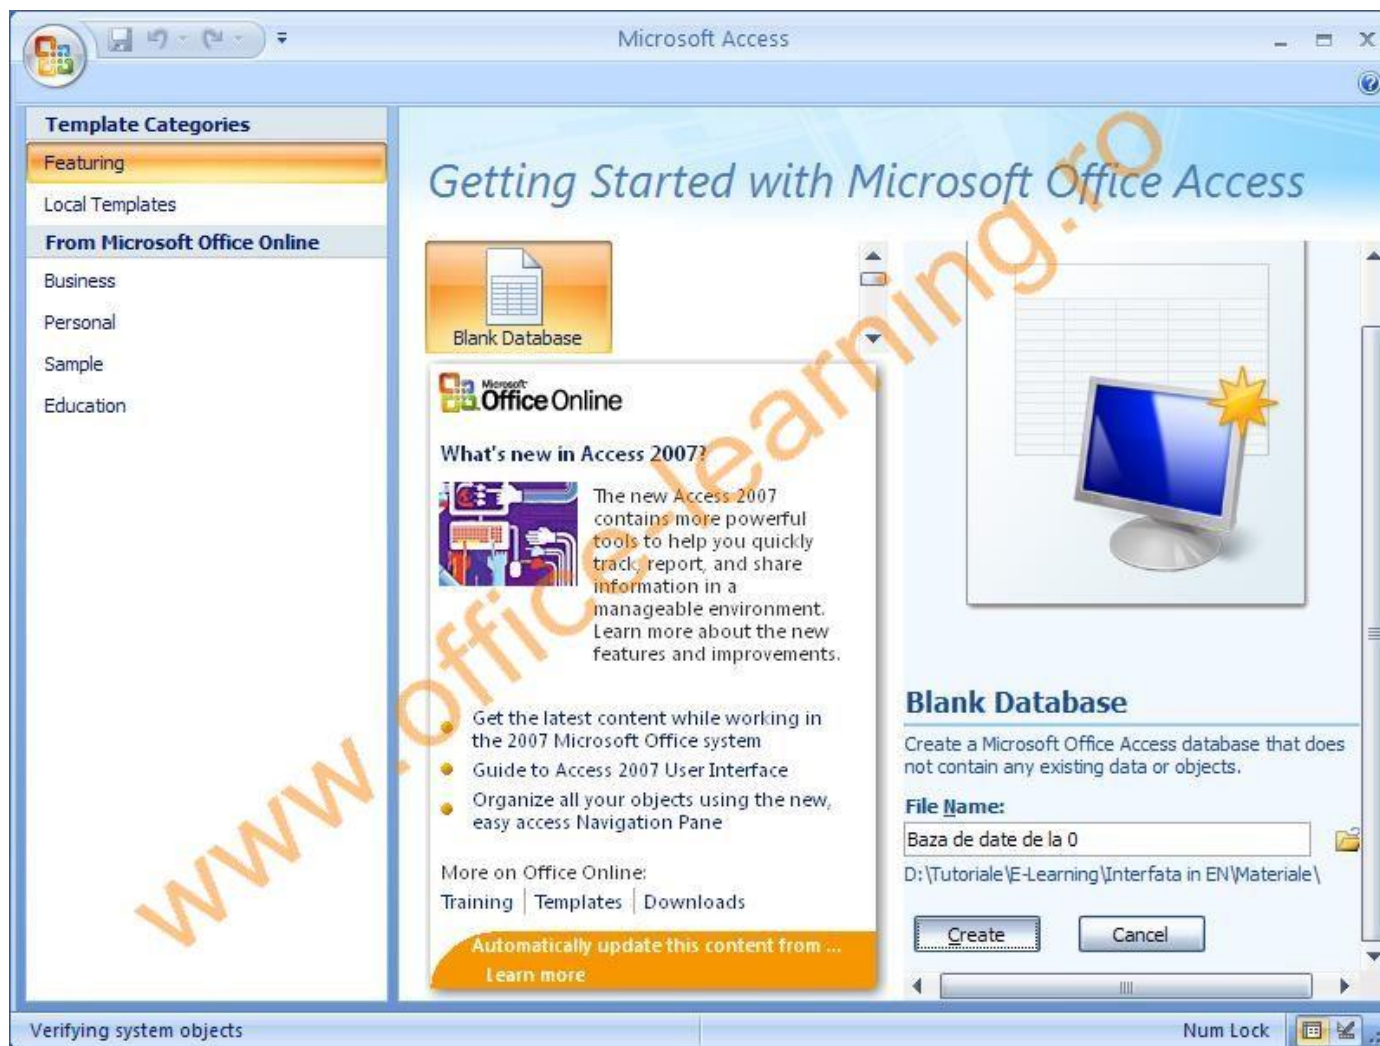 Microsoft Access
Template Categories
Featuring
Local Templates
From Microsoft Office Online
Business
Personal
Sample
Education
Getting Started with Microsoft Office Access
Blank Database
Microsoft
Office Online
What's new in Access 2007?
The new Access 2007
contains more powerful
tools to help you quickly
track, report, and share
information in a
manageable environment.
Learn more about the new
features and improvements.
Get the latest content while working in
the 2007 Microsoft Office system
Guide to Access 2007 User Interface
Organize all your objects using the new,
easy access Navigation Pane
More on Office Online:
Training | Templates | Downloads
Automatically update this content from ...
Learn more
Blank Database
Create a Microsoft Office Access database that does
not contain any existing data or objects.
File Name:
Baza de date de la 0
D:\Tutoriale\E-Learning\Interfata in EN\Materiale\
Create Cancel
Verifying system objects
Num Lock
www.office-learning.ro